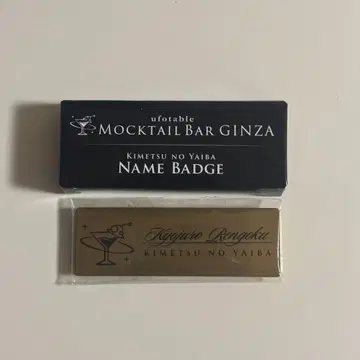 ufotable
MOCKTAIL BAR GINZA
KIMETSU NO YAIBA
NAME BADGE
Kyojuro Rengoku
KIMETSU NO YAIBA